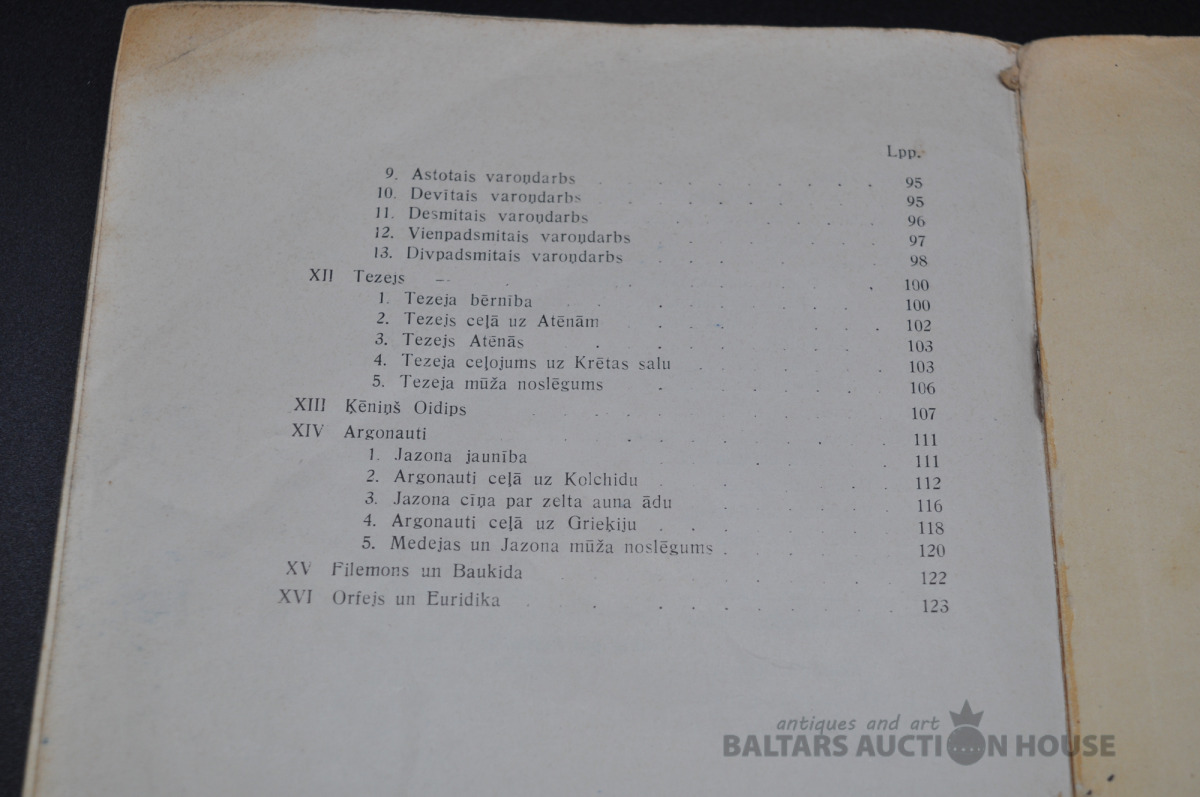 Lpp.
9. Astotais varoņdarbs . . . . . . . . . 95
10. Devītais varoņdarbs . . . . . . . . 95
11. Desmitais varoņdarbs . . . . . . . 96
12. Vienpadsmitais varoņdarbs . . . . . . 97
13. Divpadsmitais varoņdarbs . . . . . 98
XII Tezejs — . . . . . . . 100
1. Tezeja bērnība . . . . . . . 100
2. Tezejs ceļā uz Atēnām . . . . . . 102
3. Tezejs Atēnās . . . . . . . 103
4. Tezeja ceļojums uz Krētas salu . . . . . . 103
5. Tezeja mūža noslēgums . . . . . 106
XIII Ķēniņš Oidips . . . . . . . . 107
XIV Argonauti . . . . . . . 111
1. Jazona jaunība . . . . . . 111
2. Argonauti ceļā uz Kolchidu . . . . . 112
3. Jazona cīņa par zelta auna ādu . . . . . 116
4. Argonauti ceļā uz Grieķiju . . . . . . 118
5. Medejas un Jazona mūža noslēgums . . . . 120
XV Filemons un Baukida . . . . . . 122
XVI Orfejs un Euridika . . . . . . . 123
antiques and art
BALTARS AUCTION HOUSE